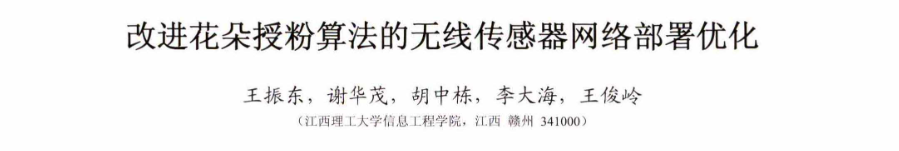 改进花朵授粉算法的无线传感器网络部署优化
王振东，谢华茂，胡中栋，李大海，王俊岭
（江西理工大学信息工程学院，江西 赣州 341000）